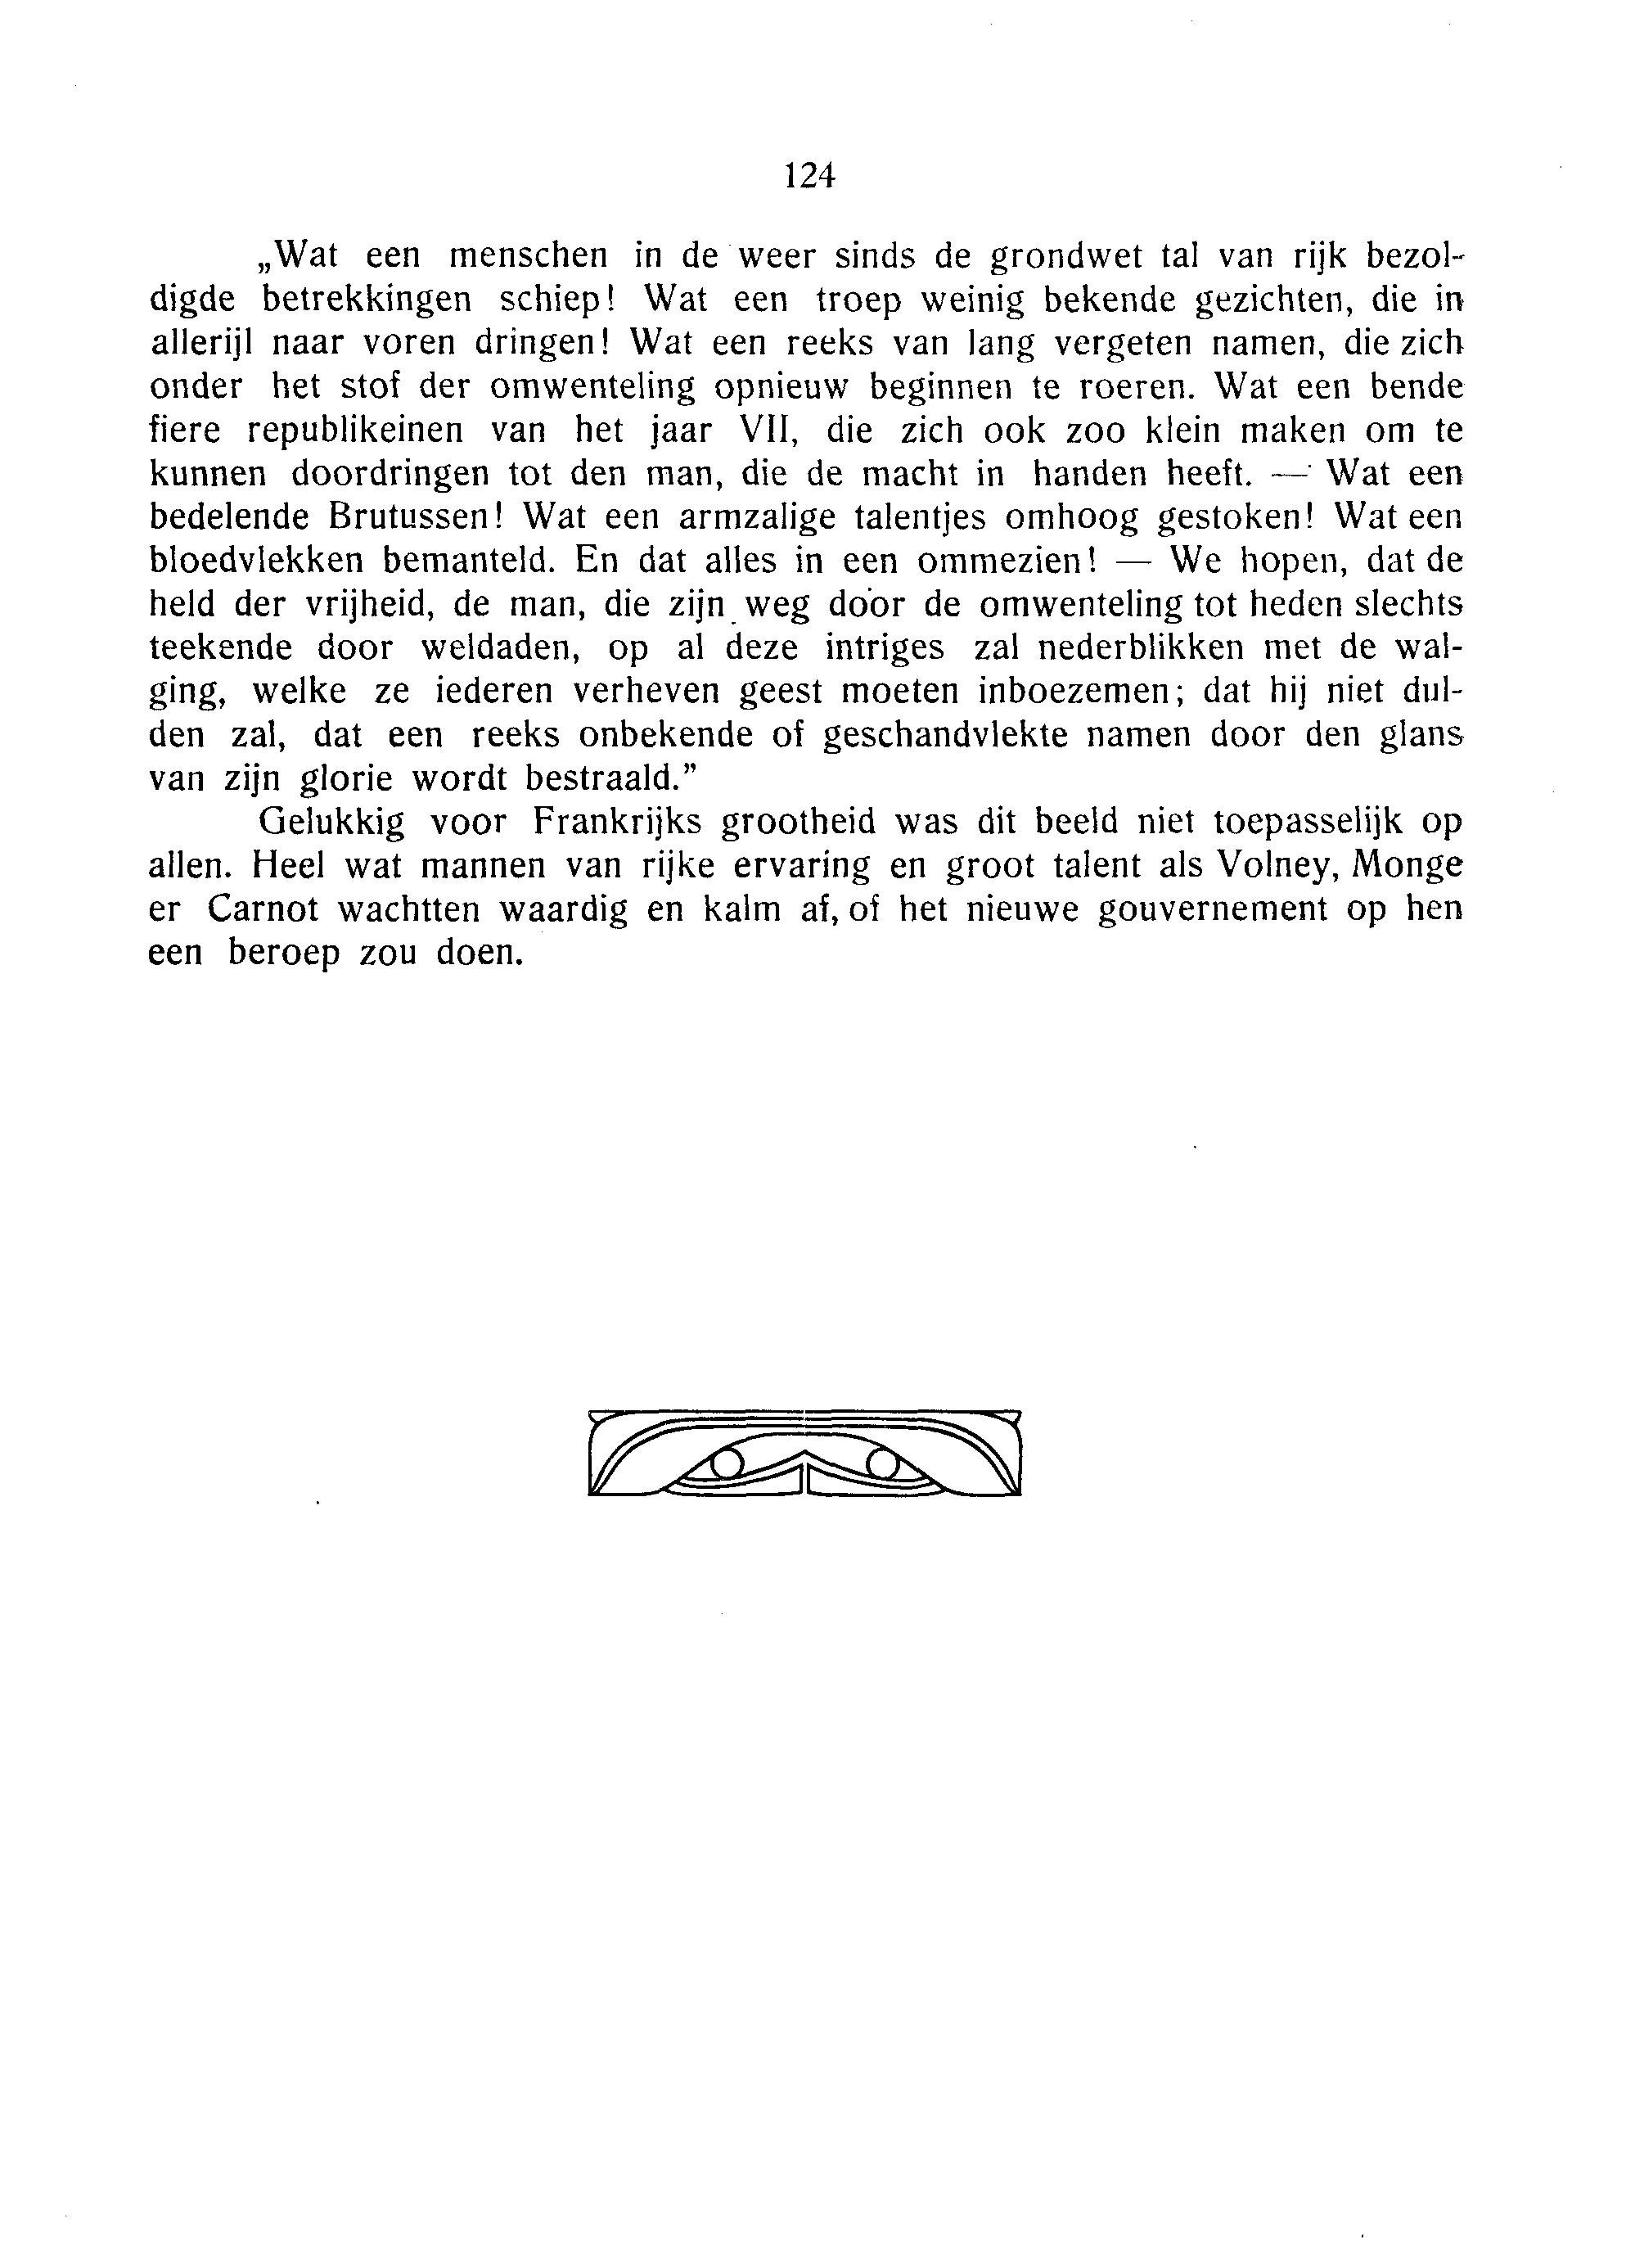 124
„Wat een menschen in de weer sinds de grondwet tal van rijk bezol-
digde betrekkingen schiep! Wat een troep weinig bekende gezichten, die in
allerijl naar voren dringen! Wat een reeks van lang vergeten namen, die zich
onder het stof der omwenteling opnieuw beginnen te roeren. Wat een bende
fiere republikeinen van het jaar VII, die zich ook zoo klein maken om te
kunnen doordringen tot den man, die de macht in handen heeft. — Wat een
bedelende Brutussen! Wat een armzalige talentjes omhoog gestoken! Wat een
bloedvlekken bemanteld. En dat alles in een ommezien! — We hopen, dat de
held der vrijheid, de man, die zijn weg door de omwenteling tot heden slechts
teekende door weldaden, op al deze intriges zal nederblikken met de wal-
ging, welke ze iederen verheven geest moeten inboezemen; dat hij niet dul-
den zal, dat een reeks onbekende of geschandvlekte namen door den glans
van zijn glorie wordt bestraald.”
Gelukkig voor Frankrijks grootheid was dit beeld niet toepasselijk op
allen. Heel wat mannen van rijke ervaring en groot talent als Volney, Monge
er Carnot wachtten waardig en kalm af, of het nieuwe gouvernement op hen
een beroep zou doen.